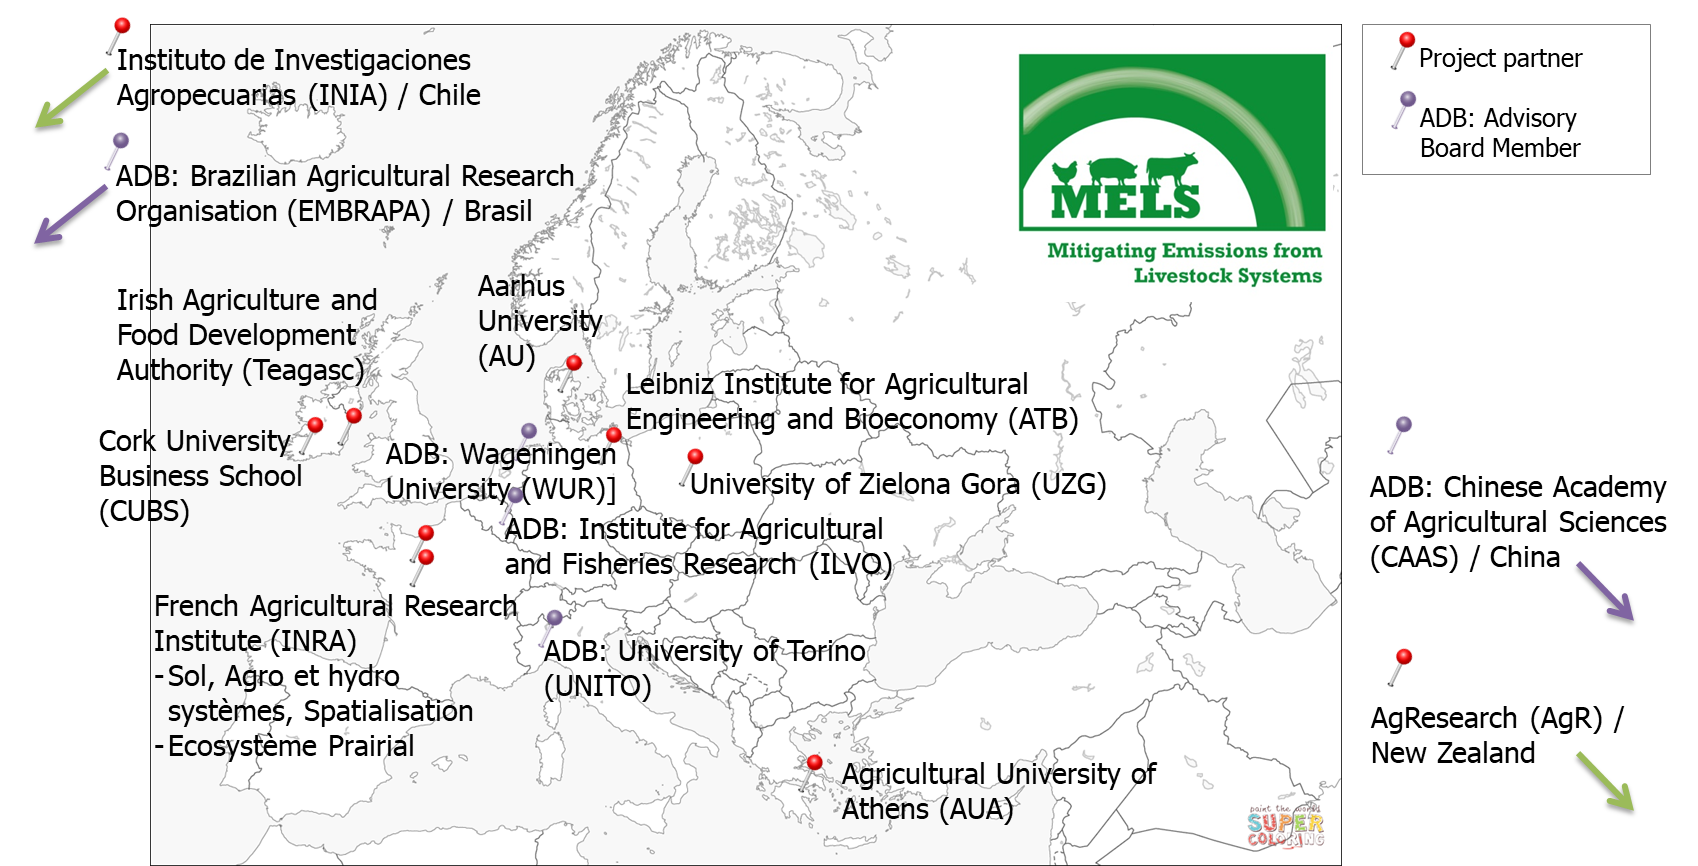 Instituto de Investigaciones
Agropecuarias (INIA) / Chile
ADB: Brazilian Agricultural Research
Organisation (EMBRAPA) / Brasil
Irish Agriculture and
Food Development
Authority (Teagasc)
Cork University
Business School
(CUBS)
Aarhus
University
(AU)
Leibniz Institute for Agricultural
Engineering and Bioeconomy (ATB)
ADB: Wageningen
University (WUR)]
University of Zielona Gora (UZG)
ADB: Institute for Agricultural
and Fisheries Research (ILVO)
French Agricultural Research
Institute (INRA)
- Sol, Agro et hydro
systèmes, Spatialisation
- Ecosystème Prairial
ADB: University of Torino
(UNITO)
Agricultural University of
Athens (AUA)
MELS
Mitigating Emissions from
Livestock Systems
Project partner
ADB: Advisory
Board Member
ADB: Chinese Academy
of Agricultural Sciences
(CAAS) / China
AgResearch (AgR) /
New Zealand
paint the world
SUPER
COLORING